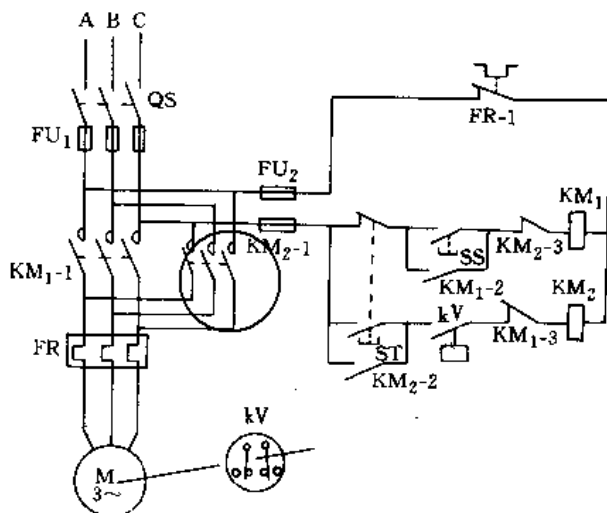 A B C
QS
FU₁
FR-1
FU₂
KM₁
KM₂-1
SS
KM₂-3
KM₁-1
KM₁-2
KM₂
kV
FR
ST
KM₁-3
KM₂-2
kV
M
3~